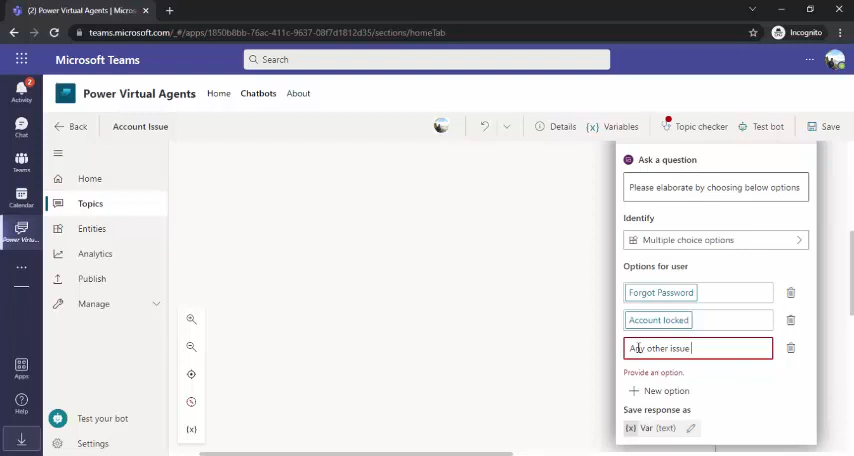 (2) Power Virtual Agents | Micros
Incognito
teams.microsoft.com/_#/apps/1850b8bb-76ac-411c-9637-08f7d1812d35/sections/homeTab
Microsoft Teams
Search
2
Activity
Chat
Teams
Calendar
Power Virtu...
Apps
Help
Power Virtual Agents
Home
Chatbots
About
Back
Account Issue
Details
{x} Variables
Topic checker
Test bot
Save
Home
Topics
Entities
Analytics
Publish
Manage
Test your bot
Settings
{x}
Ask a question
Please elaborate by choosing below options
Identify
Multiple choice options
Options for user
Forgot Password
Account locked
Any other issue
Provide an option.
New option
Save response as
{x} Var (text)